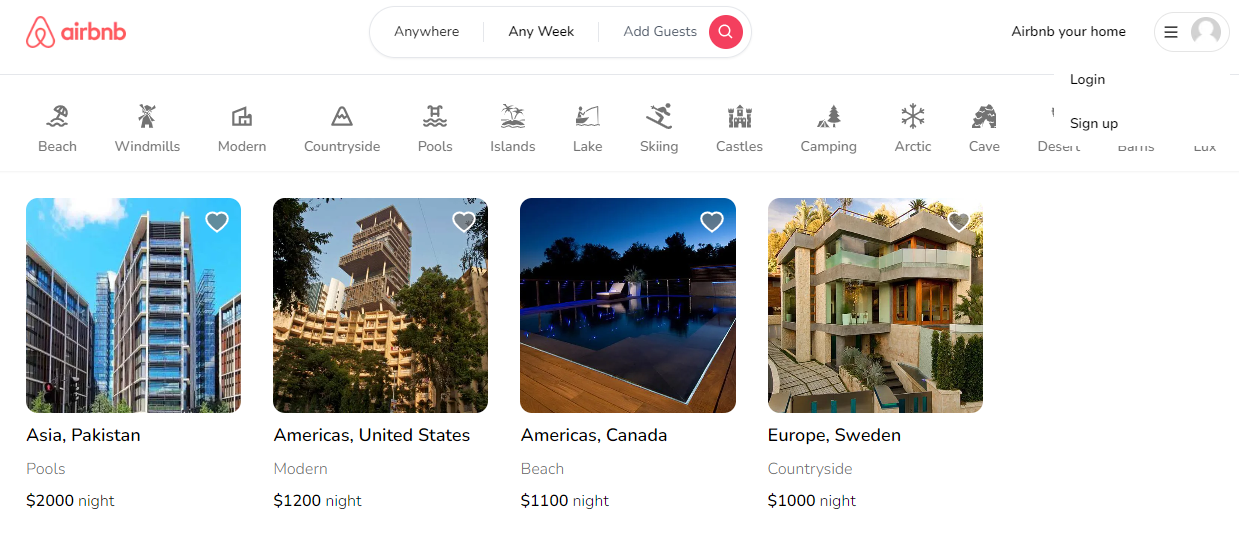 airbnb
Anywhere
Any Week
Add Guests
Airbnb your home
Login
Sign up
Beach
Windmills
Modern
Countryside
Pools
Islands
Lake
Skiing
Castles
Camping
Arctic
Cave
Desert
Barns
Lux
Asia, Pakistan
Pools
$2000 night
Americas, United States
Modern
$1200 night
Americas, Canada
Beach
$1100 night
Europe, Sweden
Countryside
$1000 night